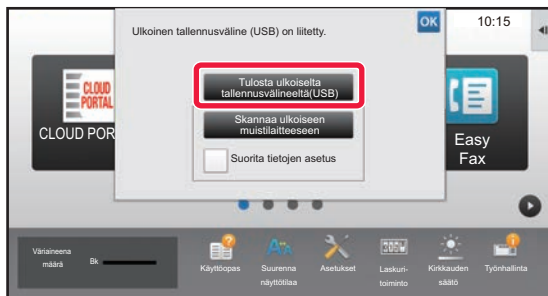 Ulkoinen tallennusväline (USB) on liitetty.
OK
10:15
Tulosta ulkoiselta
tallennusvälineeltä(USB)
Skannaa ulkoiseen
muistilaitteeseen
Suorita tietojen asetus
CLOUD
PORTAL
CLOUD POR
Easy
Fax
Väriaineena
määrä
Bk
Käyttöopas
Suurenna
näyttötilaa
Asetukset
Laskuri-
toiminto
Kirkkauden
säätö
Työnhallinta